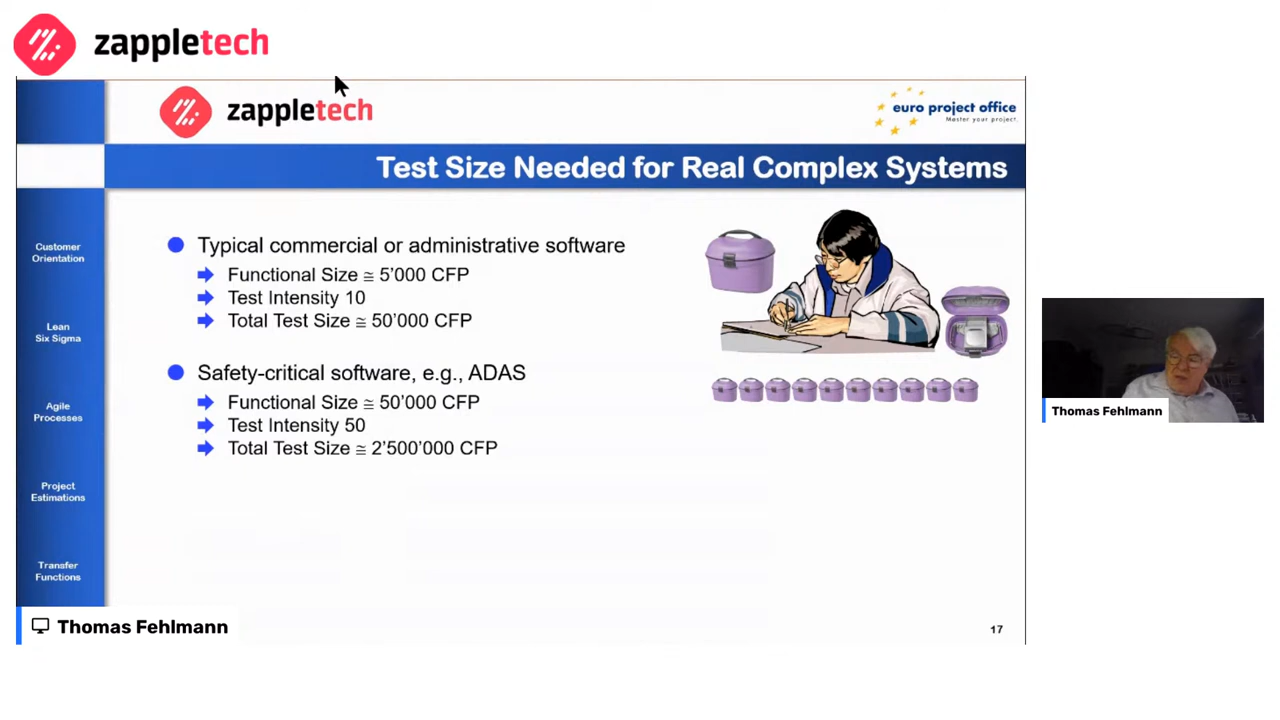 zappletech
zappletech
euro project office
Master your project.
Test Size Needed for Real Complex Systems
Customer
Orientation
Lean
Six Sigma
Agile
Processes
Project
Estimations
Transfer
Functions
Typical commercial or administrative software
Functional Size ≅ 5’000 CFP
Test Intensity 10
Total Test Size ≅ 50’000 CFP
Safety-critical software, e.g., ADAS
Functional Size ≅ 50’000 CFP
Test Intensity 50
Total Test Size ≅ 2’500’000 CFP
Thomas Fehlmann
Thomas Fehlmann
17